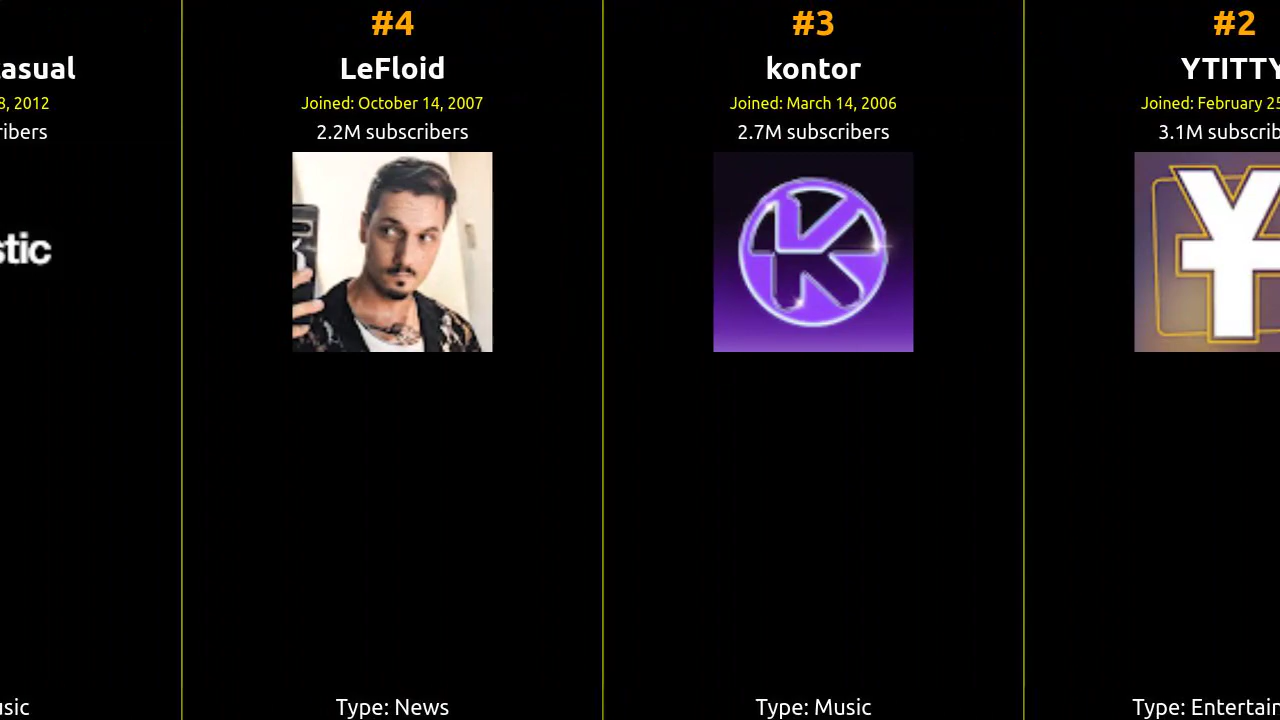 asual
8, 2012
ribers
stic
usic
#4
LeFloid
Joined: October 14, 2007
2.2M subscribers
Type: News
#3
kontor
Joined: March 14, 2006
2.7M subscribers
K
Type: Music
#2
YTITTY
Joined: February 25
3.1M subscrib
Y
Type: Entertain